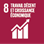 8 TRAVAIL DÉCENT
ET CROISSANCE
ÉCONOMIQUE